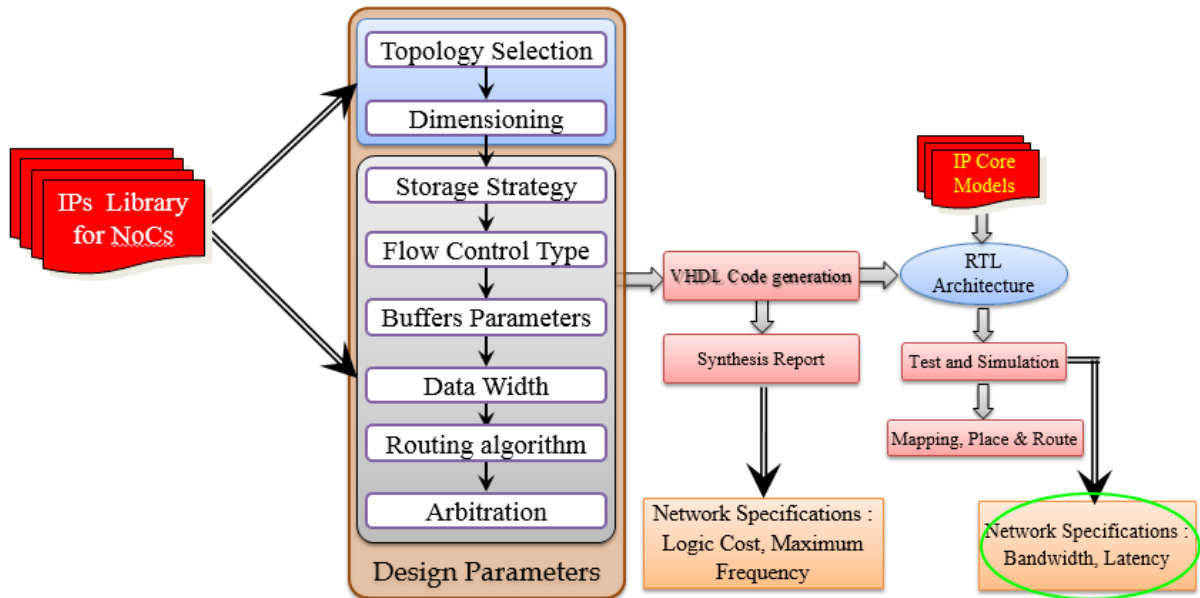 Topology Selection
Dimensioning
IPs Library
for NoCs
Storage Strategy
Flow Control Type
Buffers Parameters
Data Width
Routing algorithm
Arbitration
Design Parameters
VHDL Code generation
Synthesis Report
Network Specifications :
Logic Cost, Maximum
Frequency
IP Core
Models
RTL
Architecture
Test and Simulation
Mapping, Place & Route
Network Specifications :
Bandwidth, Latency